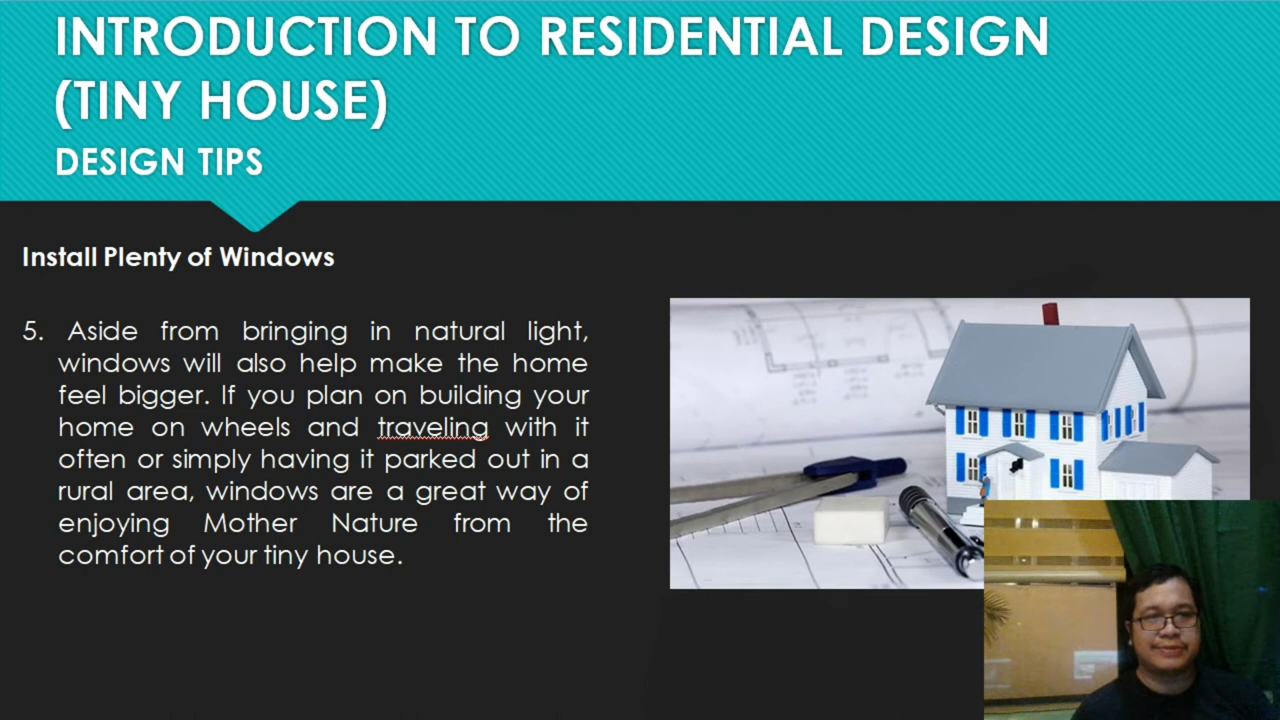 INTRODUCTION TO RESIDENTIAL DESIGN
(TINY HOUSE)
DESIGN TIPS
Install Plenty of Windows
5. Aside from bringing in natural light,
windows will also help make the home
feel bigger. If you plan on building your
home on wheels and traveling with it
often or simply having it parked out in a
rural area, windows are a great way of
enjoying Mother Nature from the
comfort of your tiny house.